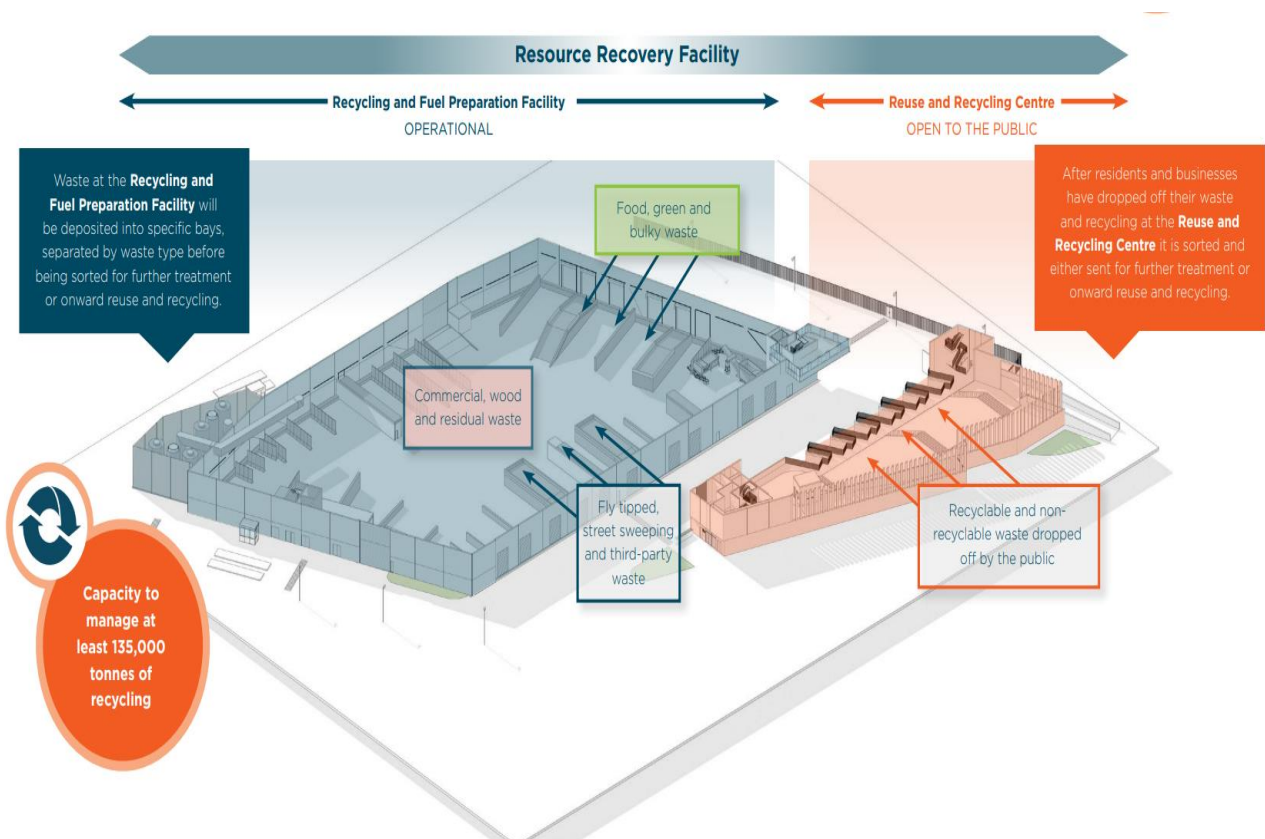 Resource Recovery Facility
Recycling and Fuel Preparation Facility
OPERATIONAL
Reuse and Recycling Centre
OPEN TO THE PUBLIC
Waste at the Recycling and
Fuel Preparation Facility will
be deposited into specific bays,
separated by waste type before
being sorted for further treatment
or onward reuse and recycling.
After residents and businesses
have dropped off their waste
and recycling at the Reuse and
Recycling Centre it is sorted and
either sent for further treatment or
onward reuse and recycling.
Food, green and
bulky waste
Commercial, wood
and residual waste
Fly tipped,
street sweeping
and third-party
waste
Recyclable and non-
recyclable waste dropped
off by the public
Capacity to
manage at
least 135,000
tonnes of
recycling